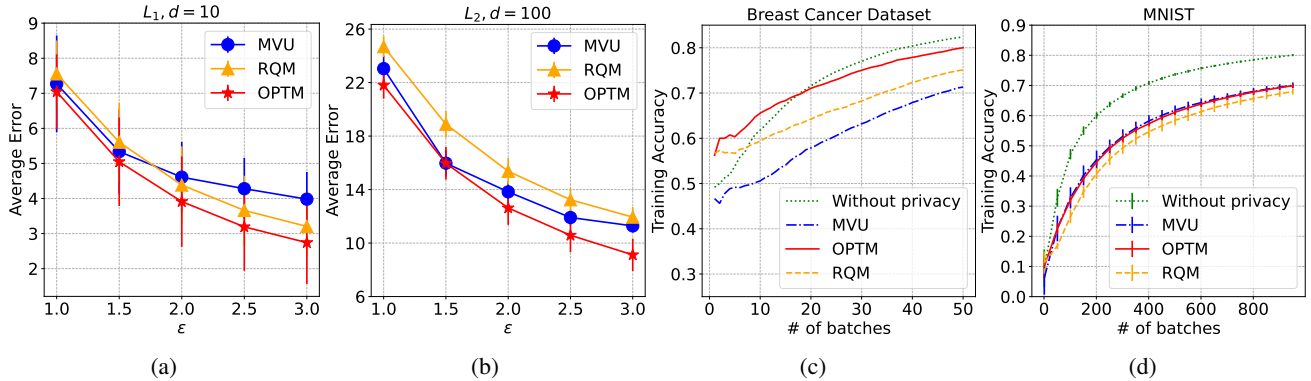 L₁, d = 10
Average Error
9
8
7
6
5
4
3
2
1.0 1.5 2.0 2.5 3.0
ε
MVU
RQM
OPTM
(a)
L₂, d = 100
Average Error
26
22
18
14
10
6
1.0 1.5 2.0 2.5 3.0
ε
MVU
RQM
OPTM
(b)
Breast Cancer Dataset
Training Accuracy
0.8
0.7
0.6
0.5
0.4
0.3
0 10 20 30 40 50
# of batches
Without privacy
MVU
OPTM
RQM
(c)
MNIST
Training Accuracy
0.9
0.8
0.7
0.6
0.5
0.4
0.3
0.2
0.1
0.0
0 200 400 600 800
# of batches
Without privacy
MVU
OPTM
RQM
(d)